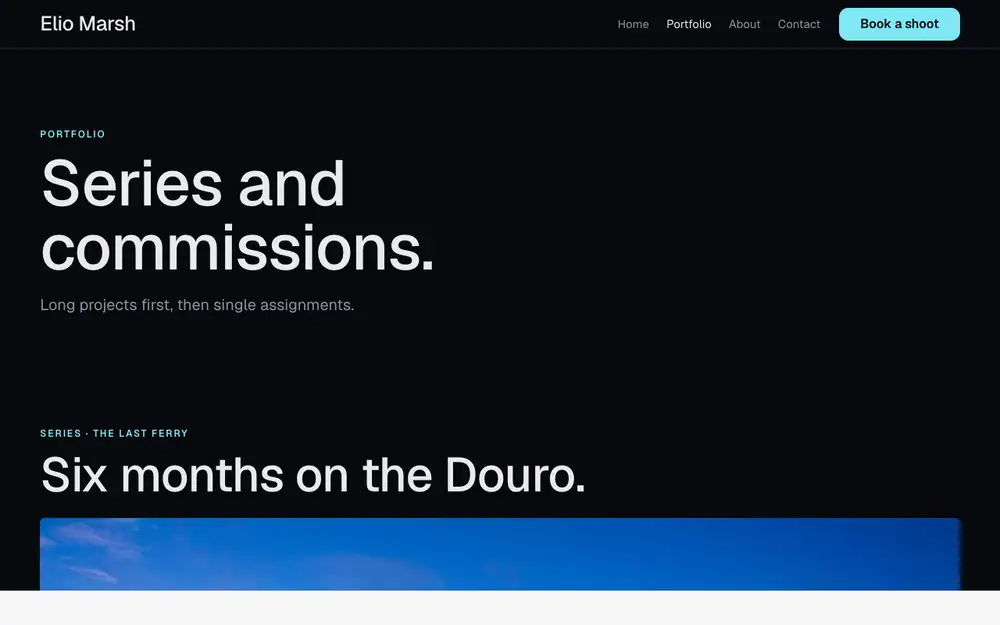 Elio Marsh
Home
Portfolio
About
Contact
Book a shoot
PORTFOLIO
Series and
commissions.
Long projects first, then single assignments.
SERIES · THE LAST FERRY
Six months on the Douro.